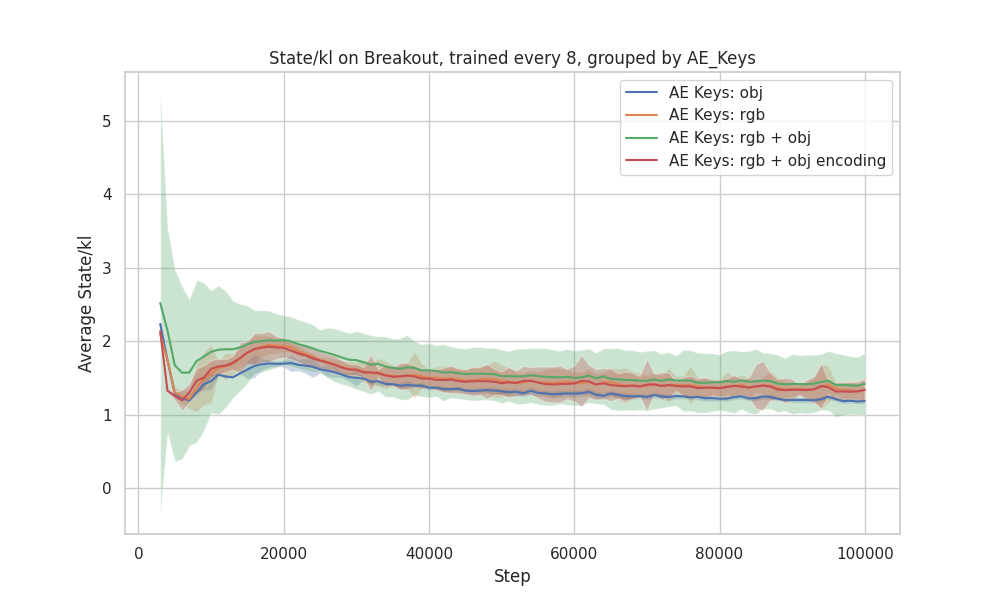 State/kl on Breakout, trained every 8, grouped by AE_Keys
AE Keys: obj
AE Keys: rgb
AE Keys: rgb + obj
AE Keys: rgb + obj encoding
Average State/kl
5
4
3
2
1
0
0 20000 40000 60000 80000 100000
Step